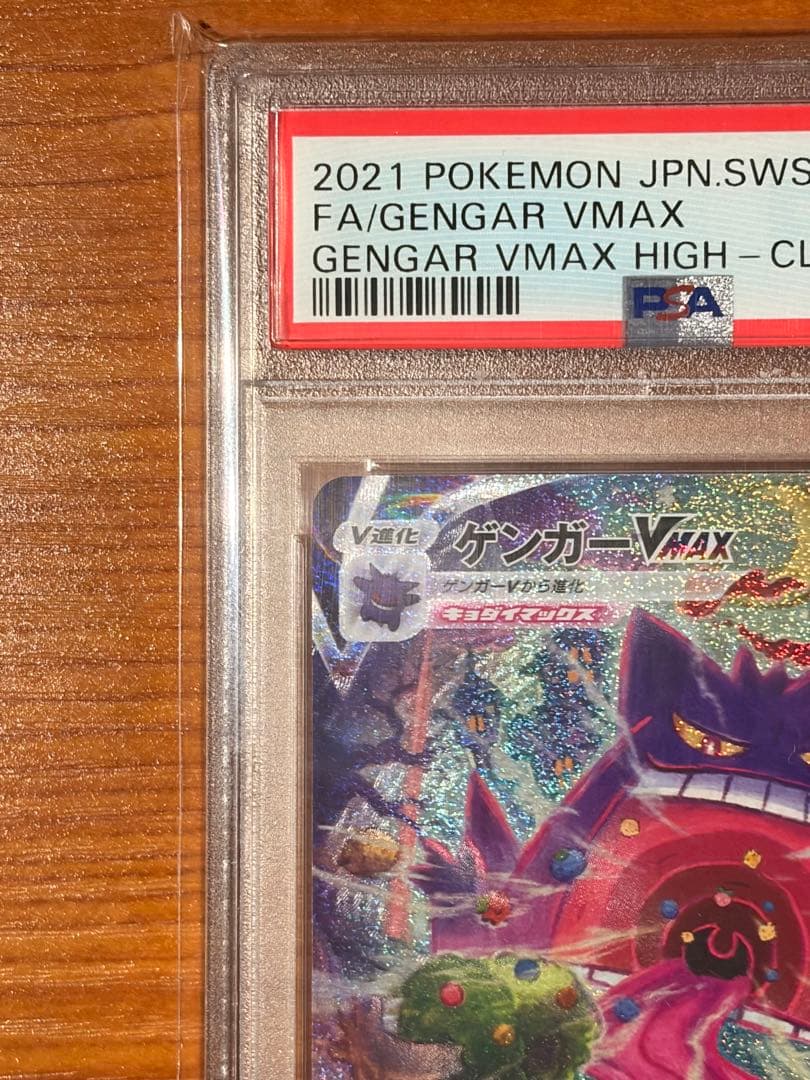 2021 POKEMON JPN.SWS
FA/GENGAR VMAX
GENGAR VMAX HIGH-CL
PSA
V進化
ゲンガーVMAX
ゲンガーVから進化
キョダイマックス